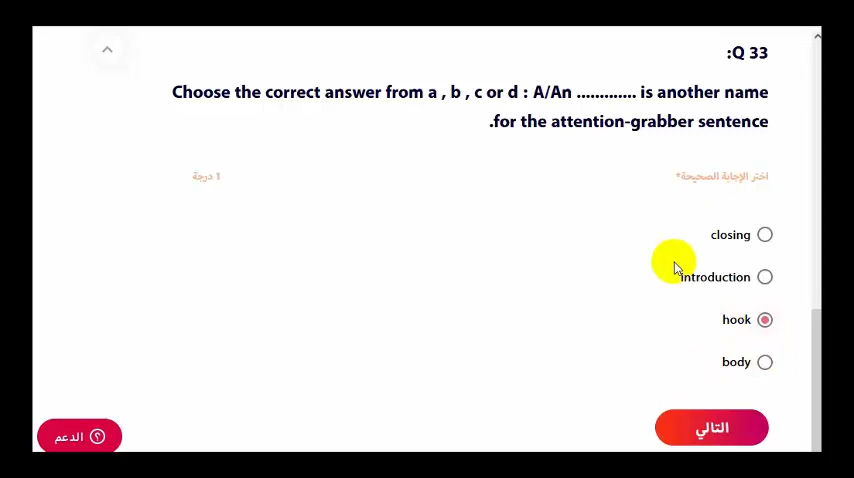 :Q 33
Choose the correct answer from a , b , c or d : A/An ............. is another name
.for the attention-grabber sentence
اختر الإجابة الصحيحة*
1 درجة
closing
introduction
hook
body
التالي
الدعم